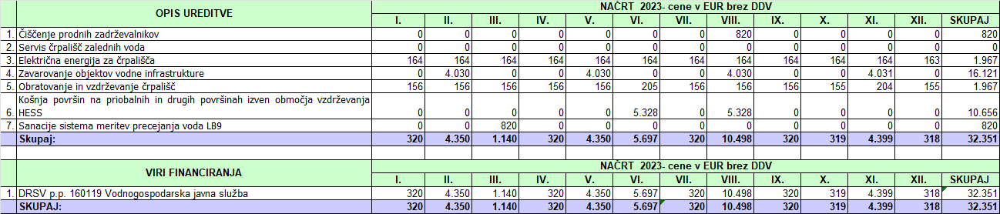 OPIS UREDITVE NAČRT 2023- cene v EUR brez DDV
I. II. III. IV. V. VI. VII. VIII. IX. X. XI. XII. SKUPAJ
1. Čiščenje prodnih zadrževalnikov 0 0 0 0 0 0 0 820 0 0 0 0 820
2. Servis črpališč zalednih voda 0 0 0 0 0 0 0 0 0 0 0 0 0
3. Električna energija za črpališča 164 164 164 164 164 164 164 164 164 164 164 163 1.967
4. Zavarovanje objektov vodne infrastrukture 0 4.030 0 0 4.030 0 0 4.030 0 0 4.031 0 16.121
5. Obratovanje in vzdrževanje črpališč 156 156 156 156 156 205 156 156 156 155 204 155 1.967
Košnja površin na priobalnih in drugih površinah izven območja vzdrževanja
6. HESS 0 0 0 0 0 5.328 0 5.328 0 0 0 0 10.656
7. Sanacije sistema meritev precejanja voda LB9 0 0 820 0 0 0 0 0 0 0 0 0 820
Skupaj: 320 4.350 1.140 320 4.350 5.697 320 10.498 320 319 4.399 318 32.351
VIRI FINANCIRANJA NAČRT 2023- cene v EUR brez DDV
I. II. III. IV. V. VI. VII. VIII. IX. X. XI. XII. SKUPAJ
1. DRSV p.p. 160119 Vodnogospodarska javna služba 320 4.350 1.140 320 4.350 5.697 320 10.498 320 319 4.399 318 32.351
SKUPAJ: 320 4.350 1.140 320 4.350 5.697 320 10.498 320 319 4.399 318 32.351